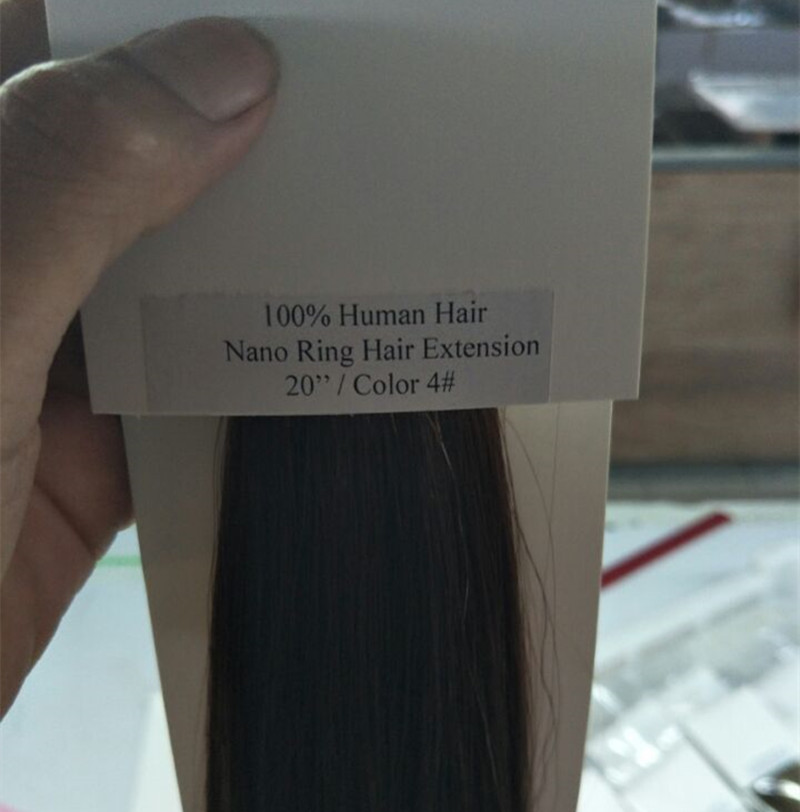 100% Human Hair
Nano Ring Hair Extension
20’’ / Color 4#